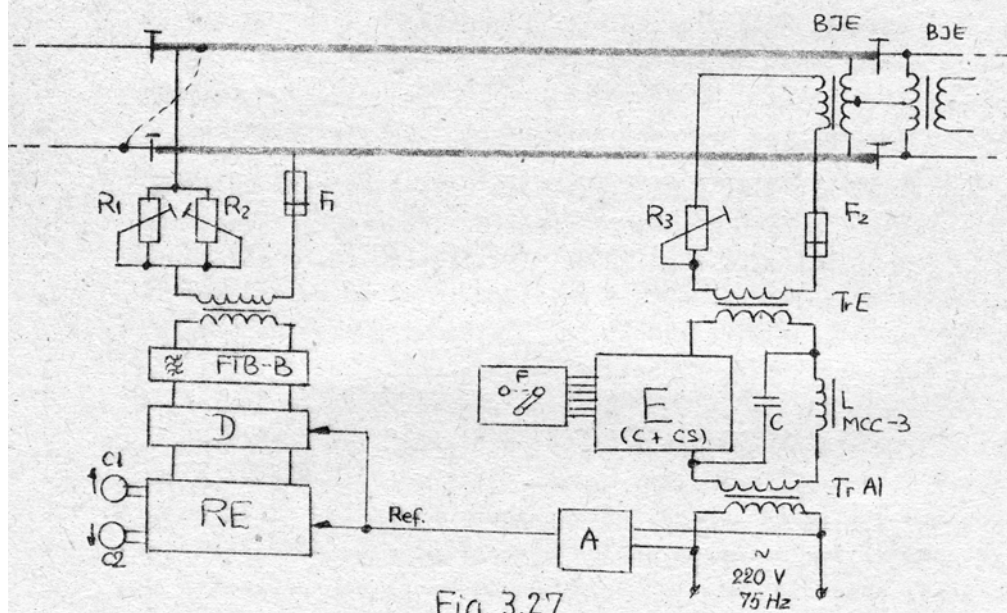 BJE
BJE
R1
R2
F1
R3
F2
TrE
FTB-B
F
E
(C + CS)
C
L
MCC-3
D
C1
RE
C2
Ref.
A
Tr Al
~
220 V
75 Hz
Fig 3.27